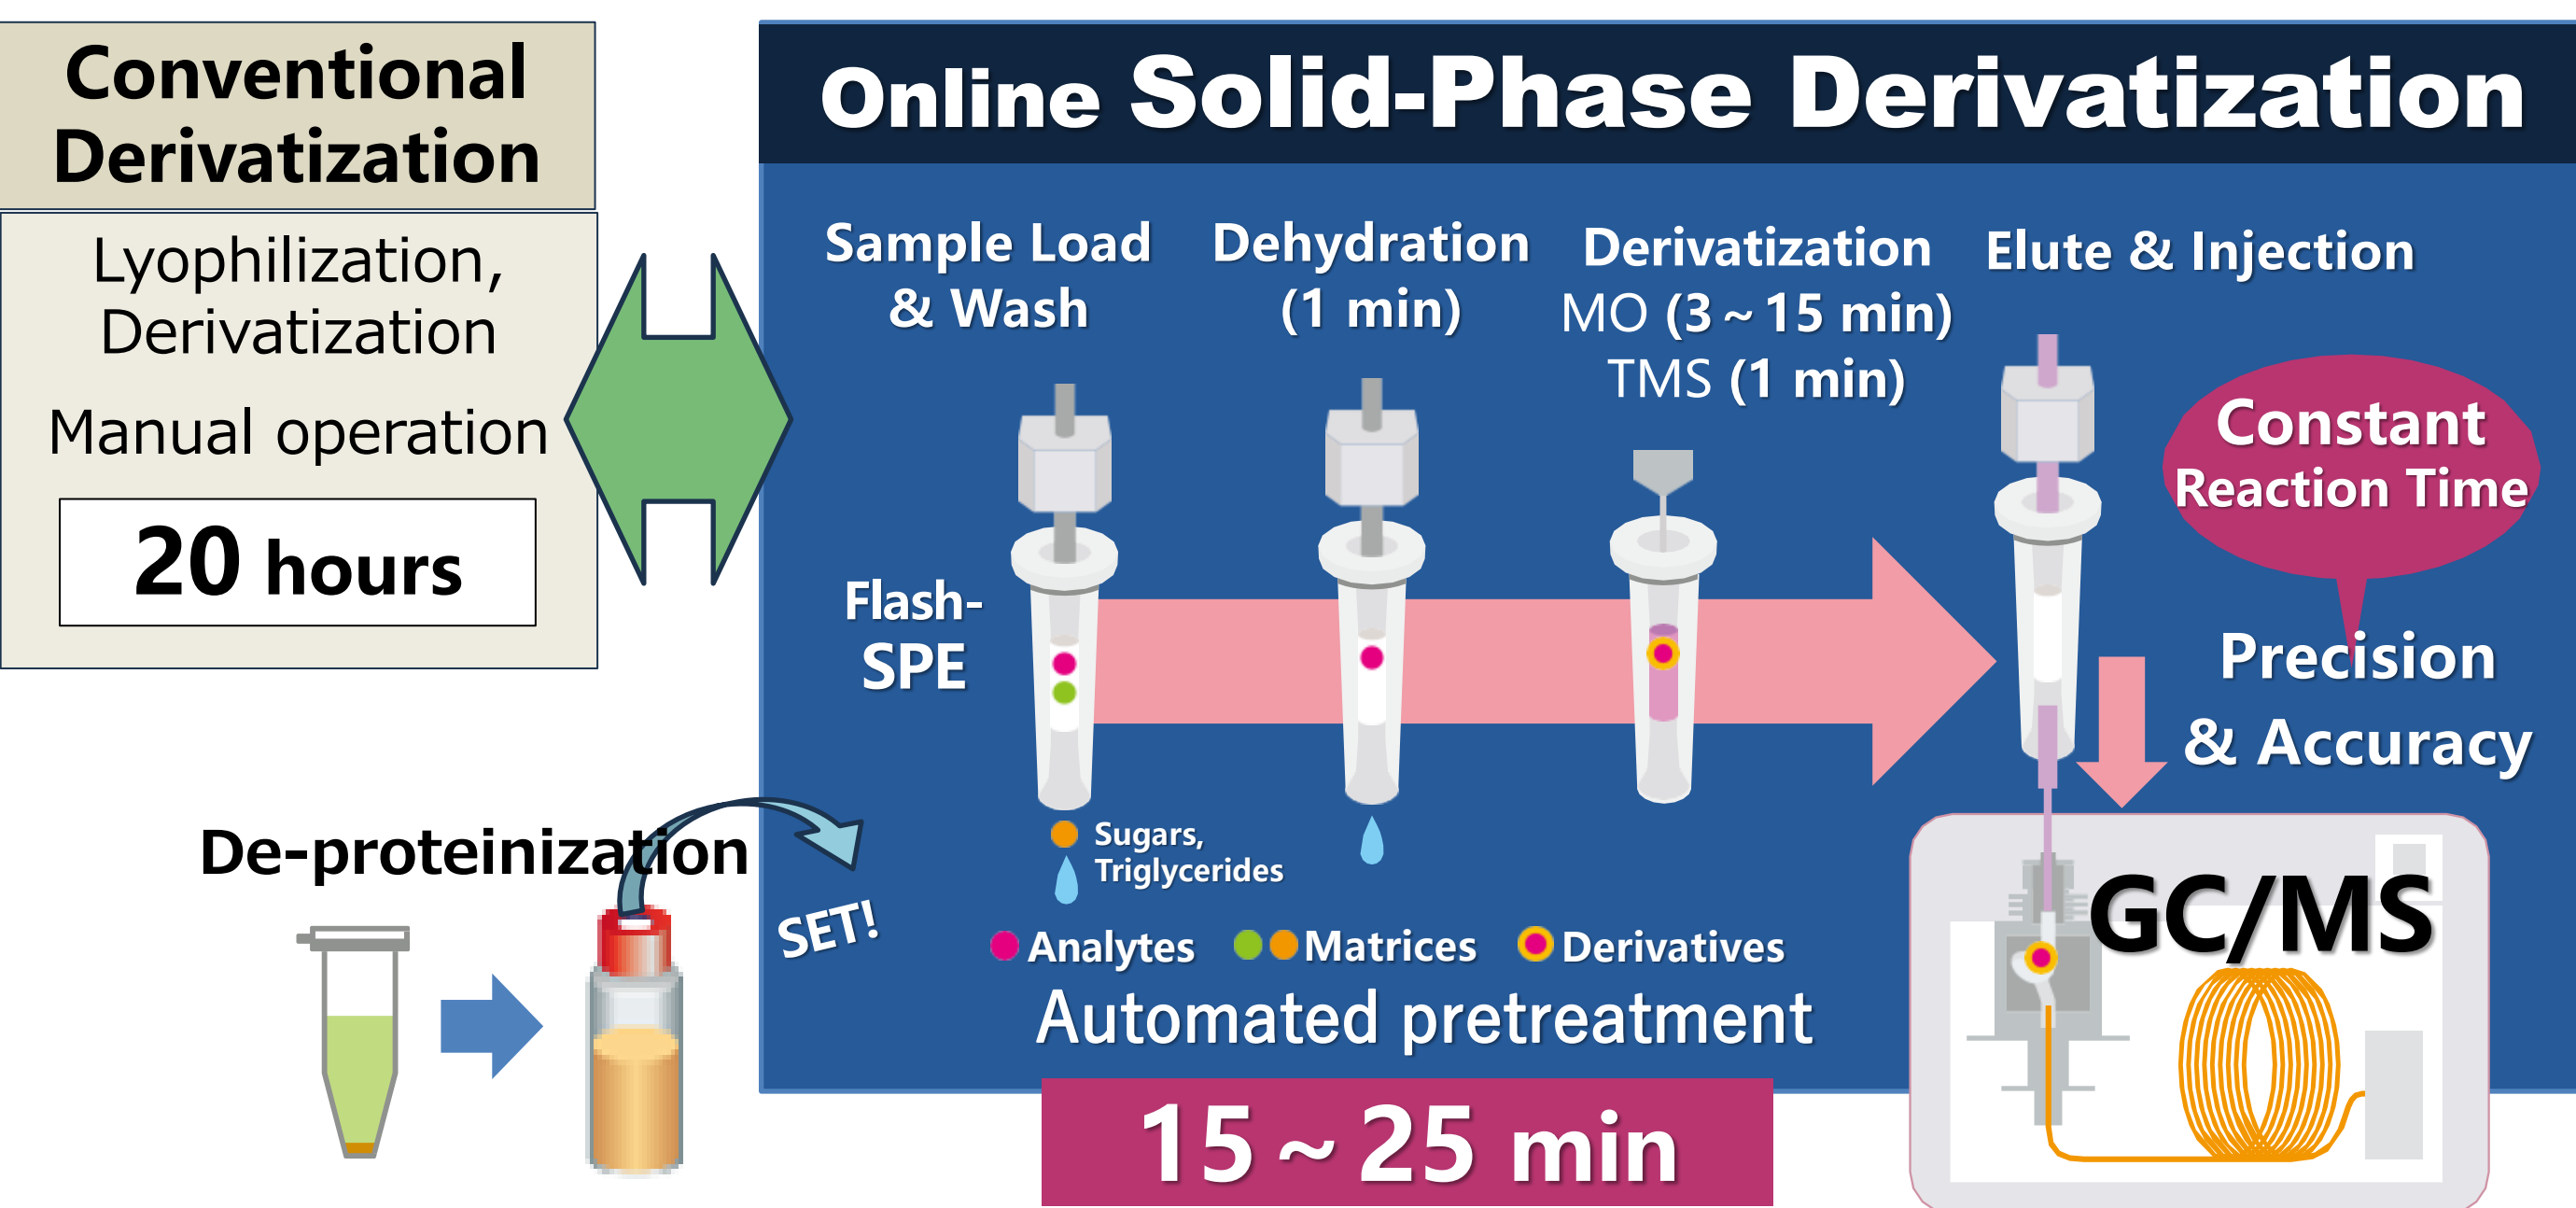 Conventional
Derivatization
Lyophilization,
Derivatization
Manual operation
20 hours
De-proteinization
Online Solid-Phase Derivatization
Sample Load
& Wash
Dehydration
(1 min)
Derivatization
MO (3~15 min)
TMS (1 min)
Elute & Injection
Constant
Reaction Time
Flash-
SPE
Precision
& Accuracy
Sugars,
Triglycerides
SET!
Analytes
Matrices
Derivatives
GC/MS
Automated pretreatment
15~25 min